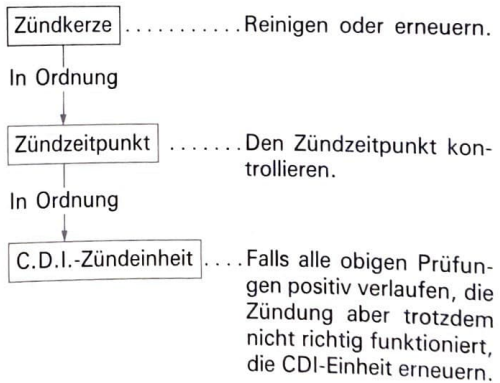 Zündkerze ........... Reinigen oder erneuern.
In Ordnung
Zündzeitpunkt ....... Den Zündzeitpunkt kon-
trollieren.
In Ordnung
C.D.I.-Zündeinheit .... Falls alle obigen Prüfun-
gen positiv verlaufen, die
Zündung aber trotzdem
nicht richtig funktioniert,
die CDI-Einheit erneuern.